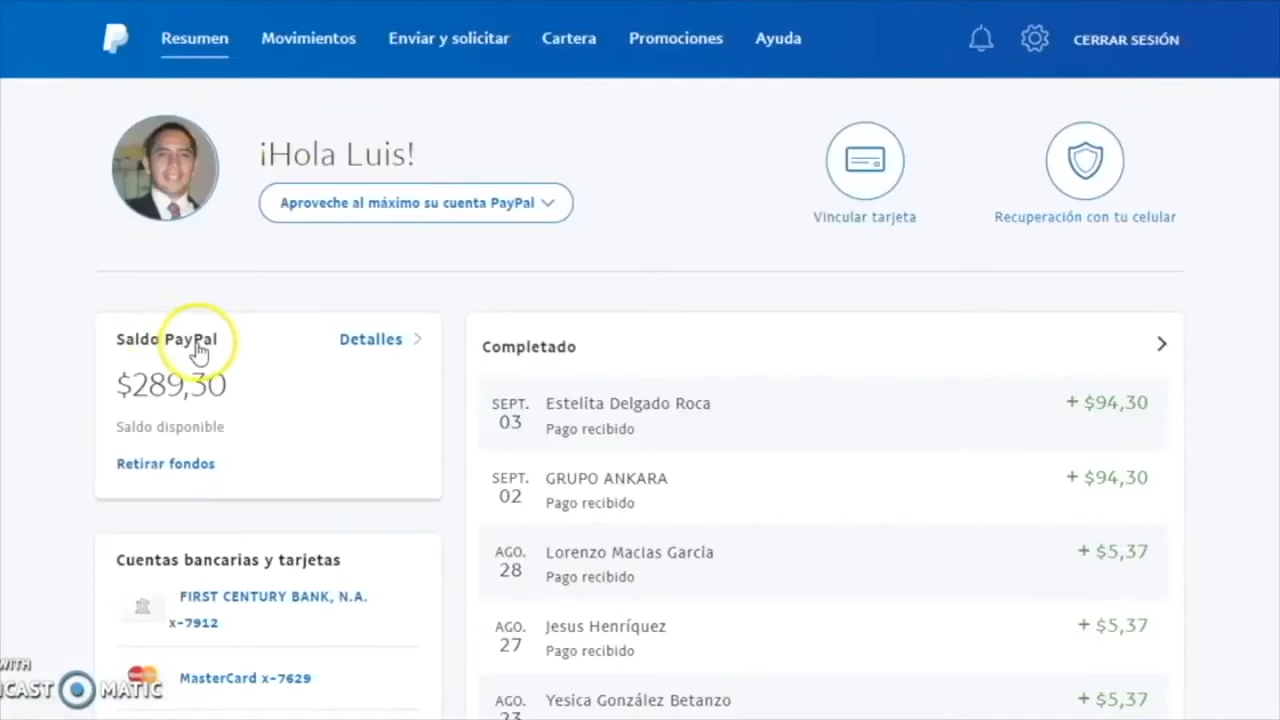 Resumen Movimientos Enviar y solicitar Cartera Promociones Ayuda CERRAR SESIÓN
¡Hola Luis!
Aproveche al máximo su cuenta PayPal
Vincular tarjeta
Recuperación con tu celular
Saldo PayPal Detalles
$289,30
Saldo disponible
Retirar fondos
Cuentas bancarias y tarjetas
FIRST CENTURY BANK, N.A.
x-7912
MasterCard x-7629
Completado
SEPT. 03 Estelita Delgado Roca + $94,30
Pago recibido
SEPT. 02 GRUPO ANKARA + $94,30
Pago recibido
AGO. 28 Lorenzo Macias Garcia + $5,37
Pago recibido
AGO. 27 Jesus Henríquez + $5,37
Pago recibido
AGO. 23 Yesica González Betanzo + $5,37
WITH
CAST MATIC